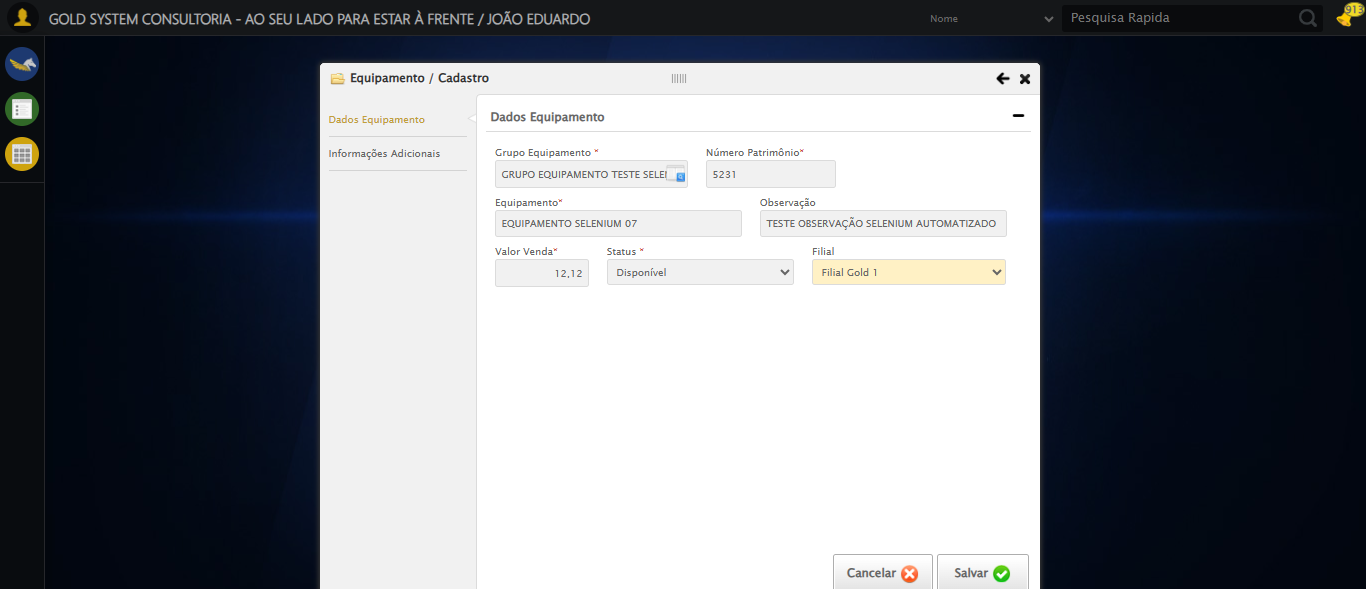 GOLD SYSTEM CONSULTORIA - AO SEU LADO PARA ESTAR À FRENTE / JOÃO EDUARDO
Nome
Pesquisa Rapida
913
Equipamento / Cadastro
Dados Equipamento
Informações Adicionais
Dados Equipamento
Grupo Equipamento *
Número Patrimônio*
GRUPO EQUIPAMENTO TESTE SELEN
5231
Equipamento*
Observação
EQUIPAMENTO SELENIUM 07
TESTE OBSERVAÇÃO SELENIUM AUTOMATIZADO
Valor Venda*
Status *
Filial
12,12
Disponível
Filial Gold 1
Cancelar
Salvar